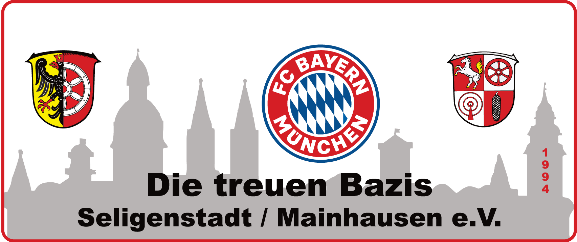 FC BAYERN
MÜNCHEN
1994
Die treuen Bazis
Seligenstadt / Mainhausen e.V.